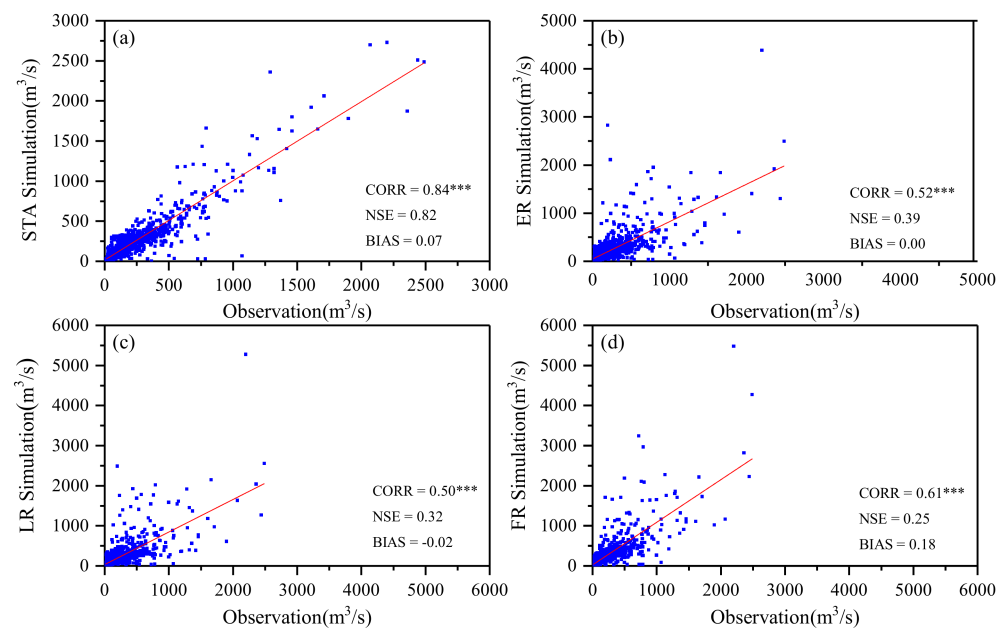 (a)
STA Simulation(m³/s)
3000
2500
2000
1500
1000
500
0
CORR = 0.84***
NSE = 0.82
BIAS = 0.07
0 500 1000 1500 2000 2500 3000
Observation(m³/s)
(b)
ER Simulation(m³/s)
5000
4000
3000
2000
1000
0
CORR = 0.52***
NSE = 0.39
BIAS = 0.00
0 1000 2000 3000 4000 5000
Observation(m³/s)
(c)
LR Simulation(m³/s)
6000
5000
4000
3000
2000
1000
0
CORR = 0.50***
NSE = 0.32
BIAS = -0.02
0 1000 2000 3000 4000 5000 6000
Observation(m³/s)
(d)
FR Simulation(m³/s)
6000
5000
4000
3000
2000
1000
0
CORR = 0.61***
NSE = 0.25
BIAS = 0.18
0 1000 2000 3000 4000 5000 6000
Observation(m³/s)